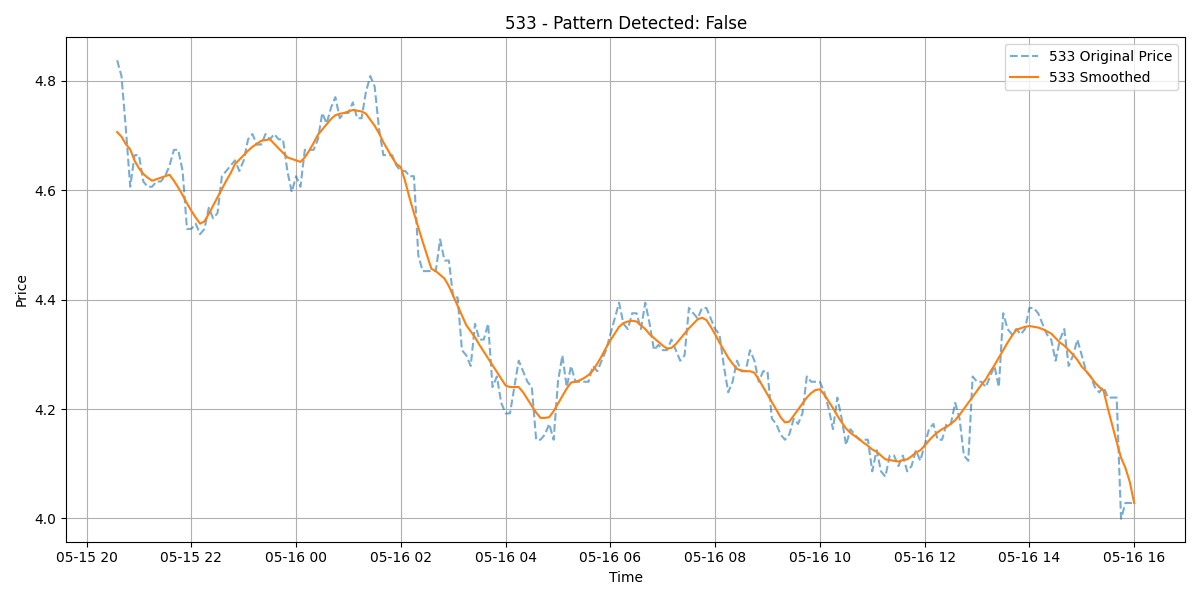 533 - Pattern Detected: False
533 Original Price
533 Smoothed
Price
4.8
4.6
4.4
4.2
4.0
05-15 20 05-15 22 05-16 00 05-16 02 05-16 04 05-16 06 05-16 08 05-16 10 05-16 12 05-16 14 05-16 16
Time